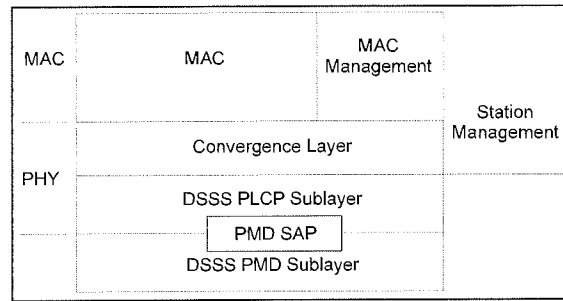 MAC
MAC
MAC
Management
Station
Management
Convergence Layer
PHY
DSSS PLCP Sublayer
PMD SAP
DSSS PMD Sublayer